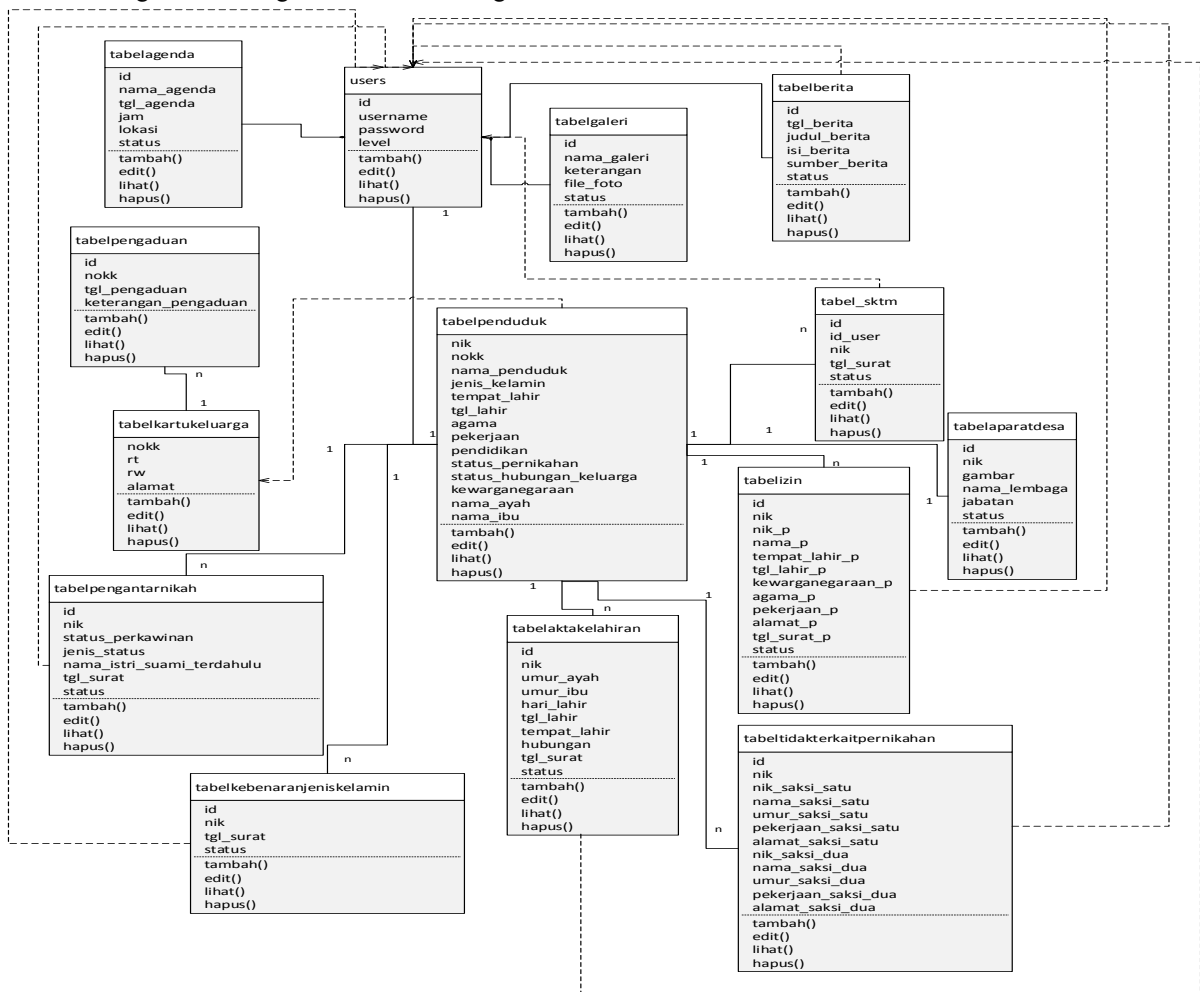 tabelagenda
id
nama_agenda
tgl_agenda
jam
lokasi
status
tambah()
edit()
lihat()
hapus()
users
id
username
password
level
tambah()
edit()
lihat()
hapus()
1
tabelgaleri
id
nama_galeri
keterangan
file_foto
status
tambah()
edit()
lihat()
hapus()
tabelberita
id
tgl_berita
judul_berita
isi_berita
sumber_berita
status
tambah()
edit()
lihat()
hapus()
tabelpengaduan
id
nokk
tgl_pengaduan
keterangan_pengaduan
tambah()
edit()
lihat()
hapus()
n
1
tabelkartukeluarga
nokk
rt
rw
alamat
tambah()
edit()
lihat()
hapus()
tabelpenduduk
nik
nokk
nama_penduduk
jenis_kelamin
tempat_lahir
tgl_lahir
agama
pekerjaan
pendidikan
status_pernikahan
status_hubungan_keluarga
kewarganegaraan
nama_ayah
nama_ibu
tambah()
edit()
lihat()
hapus()
1
1
1
1
1
1
1
1
n
tabel_sktm
id
id_user
nik
tgl_surat
status
tambah()
edit()
lihat()
hapus()
tabelaparatdesa
id
nik
gambar
nama_lembaga
jabatan
status
tambah()
edit()
lihat()
hapus()
1
n
tabelizin
id
nik
nik_p
nama_p
tempat_lahir_p
tgl_lahir_p
kewarganegaraan_p
agama_p
pekerjaan_p
alamat_p
tgl_surat_p
status
tambah()
edit()
lihat()
hapus()
n
tabelpengantarnikah
id
nik
status_perkawinan
jenis_status
nama_istri_suami_terdahulu
tgl_surat
status
tambah()
edit()
lihat()
hapus()
n
tabelaktakelahiran
id
nik
umur_ayah
umur_ibu
hari_lahir
tgl_lahir
tempat_lahir
hubungan
tgl_surat
status
tambah()
edit()
lihat()
hapus()
n
tabelkebenaranjeniskelamin
id
nik
tgl_surat
status
tambah()
edit()
lihat()
hapus()
n
tabeltidakterkaitpernikahan
id
nik
nik_saksi_satu
nama_saksi_satu
umur_saksi_satu
pekerjaan_saksi_satu
alamat_saksi_satu
nik_saksi_dua
nama_saksi_dua
umur_saksi_dua
pekerjaan_saksi_dua
alamat_saksi_dua
tambah()
edit()
lihat()
hapus()